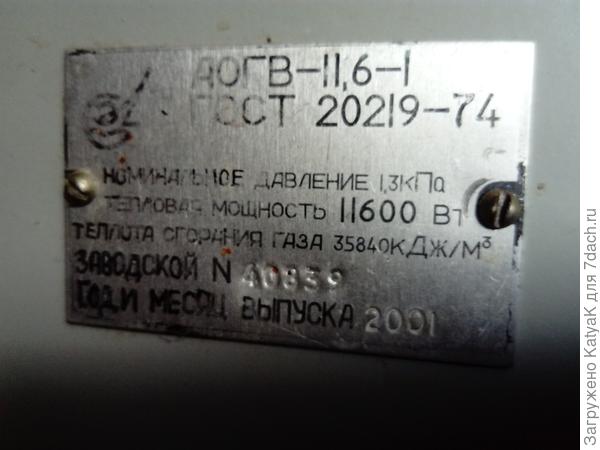 АОГВ-11,6-1
ГОСТ 20219-74
НОМИНАЛЬНОЕ ДАВЛЕНИЕ 1,3КПа
ТЕПЛОВАЯ МОЩНОСТЬ 11600 Вт
ТЕПЛОТА СГОРАНИЯ ГАЗА 35840КДЖ/М³
ЗАВОДСКОЙ N 40839
ГОД И МЕСЯЦ ВЫПУСКА 2001
Загружено KatyaK для 7dach.ru